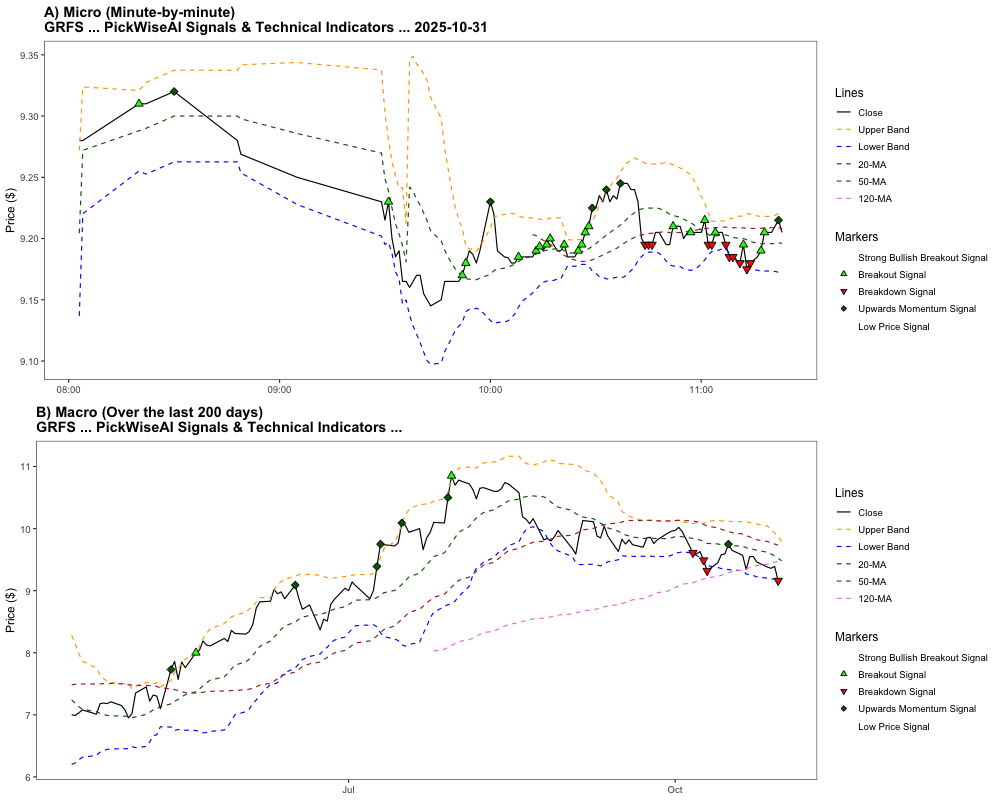 A) Micro (Minute-by-minute)
GRFS ... PickWiseAI Signals & Technical Indicators ... 2025-10-31
Price ($)
9.35
9.30
9.25
9.20
9.15
9.10
08:00
09:00
10:00
11:00
Lines
Close
Upper Band
Lower Band
20-MA
50-MA
120-MA
Markers
Strong Bullish Breakout Signal
Breakout Signal
Breakdown Signal
Upwards Momentum Signal
Low Price Signal
B) Macro (Over the last 200 days)
GRFS ... PickWiseAI Signals & Technical Indicators ...
Price ($)
11
10
9
8
7
6
Jul
Oct
Lines
Close
Upper Band
Lower Band
20-MA
50-MA
120-MA
Markers
Strong Bullish Breakout Signal
Breakout Signal
Breakdown Signal
Upwards Momentum Signal
Low Price Signal